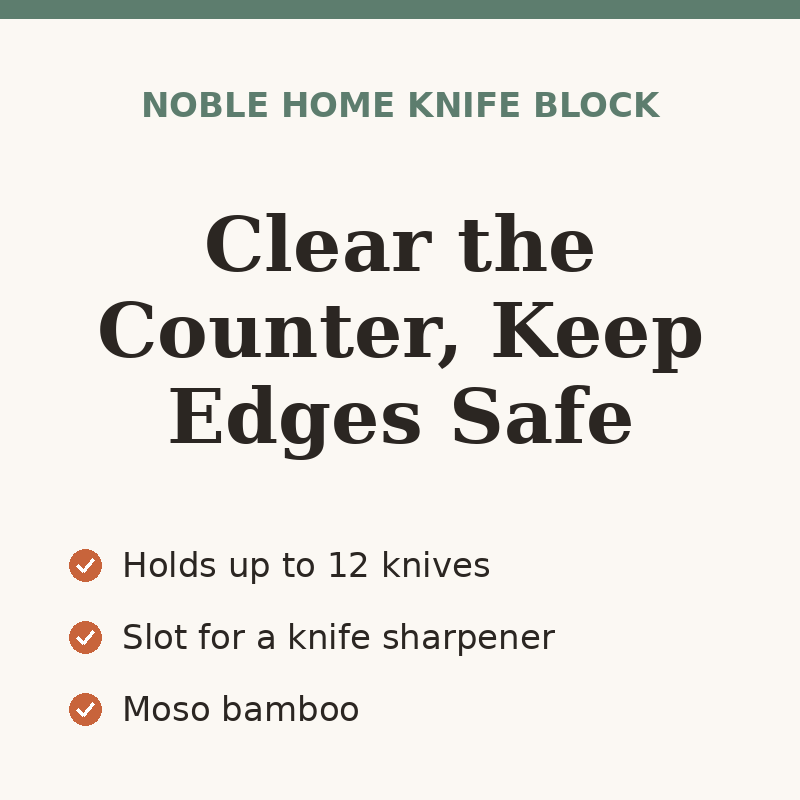 NOBLE HOME KNIFE BLOCK
Clear the
Counter, Keep
Edges Safe
Holds up to 12 knives
Slot for a knife sharpener
Moso bamboo